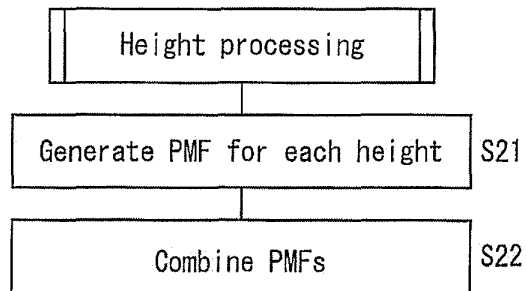 Height processing
Generate PMF for each height S21
Combine PMFs S22